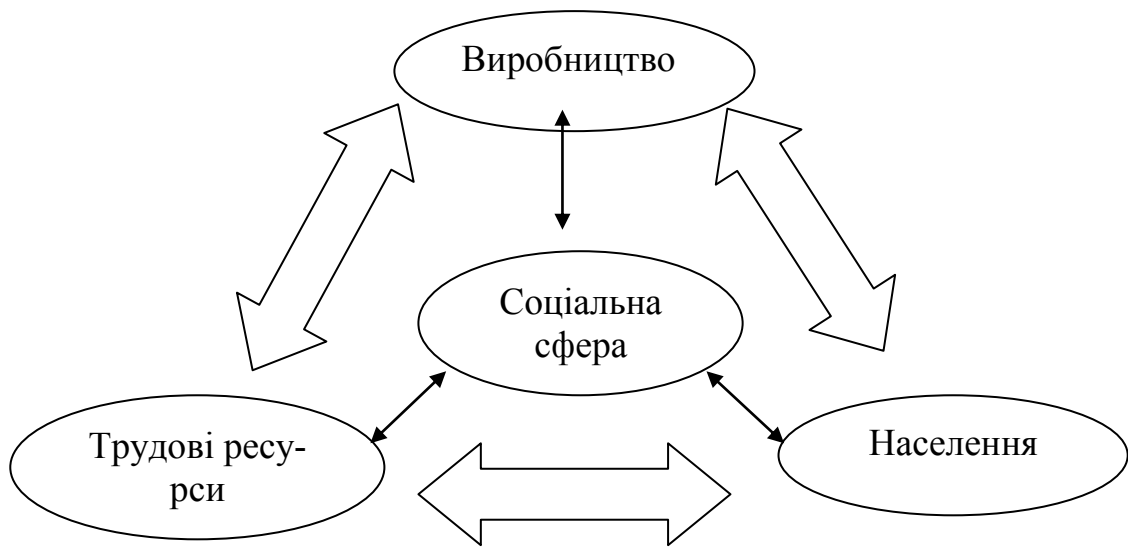 Виробництво
Соціальна
сфера
Трудові ресу-
рси
Населення